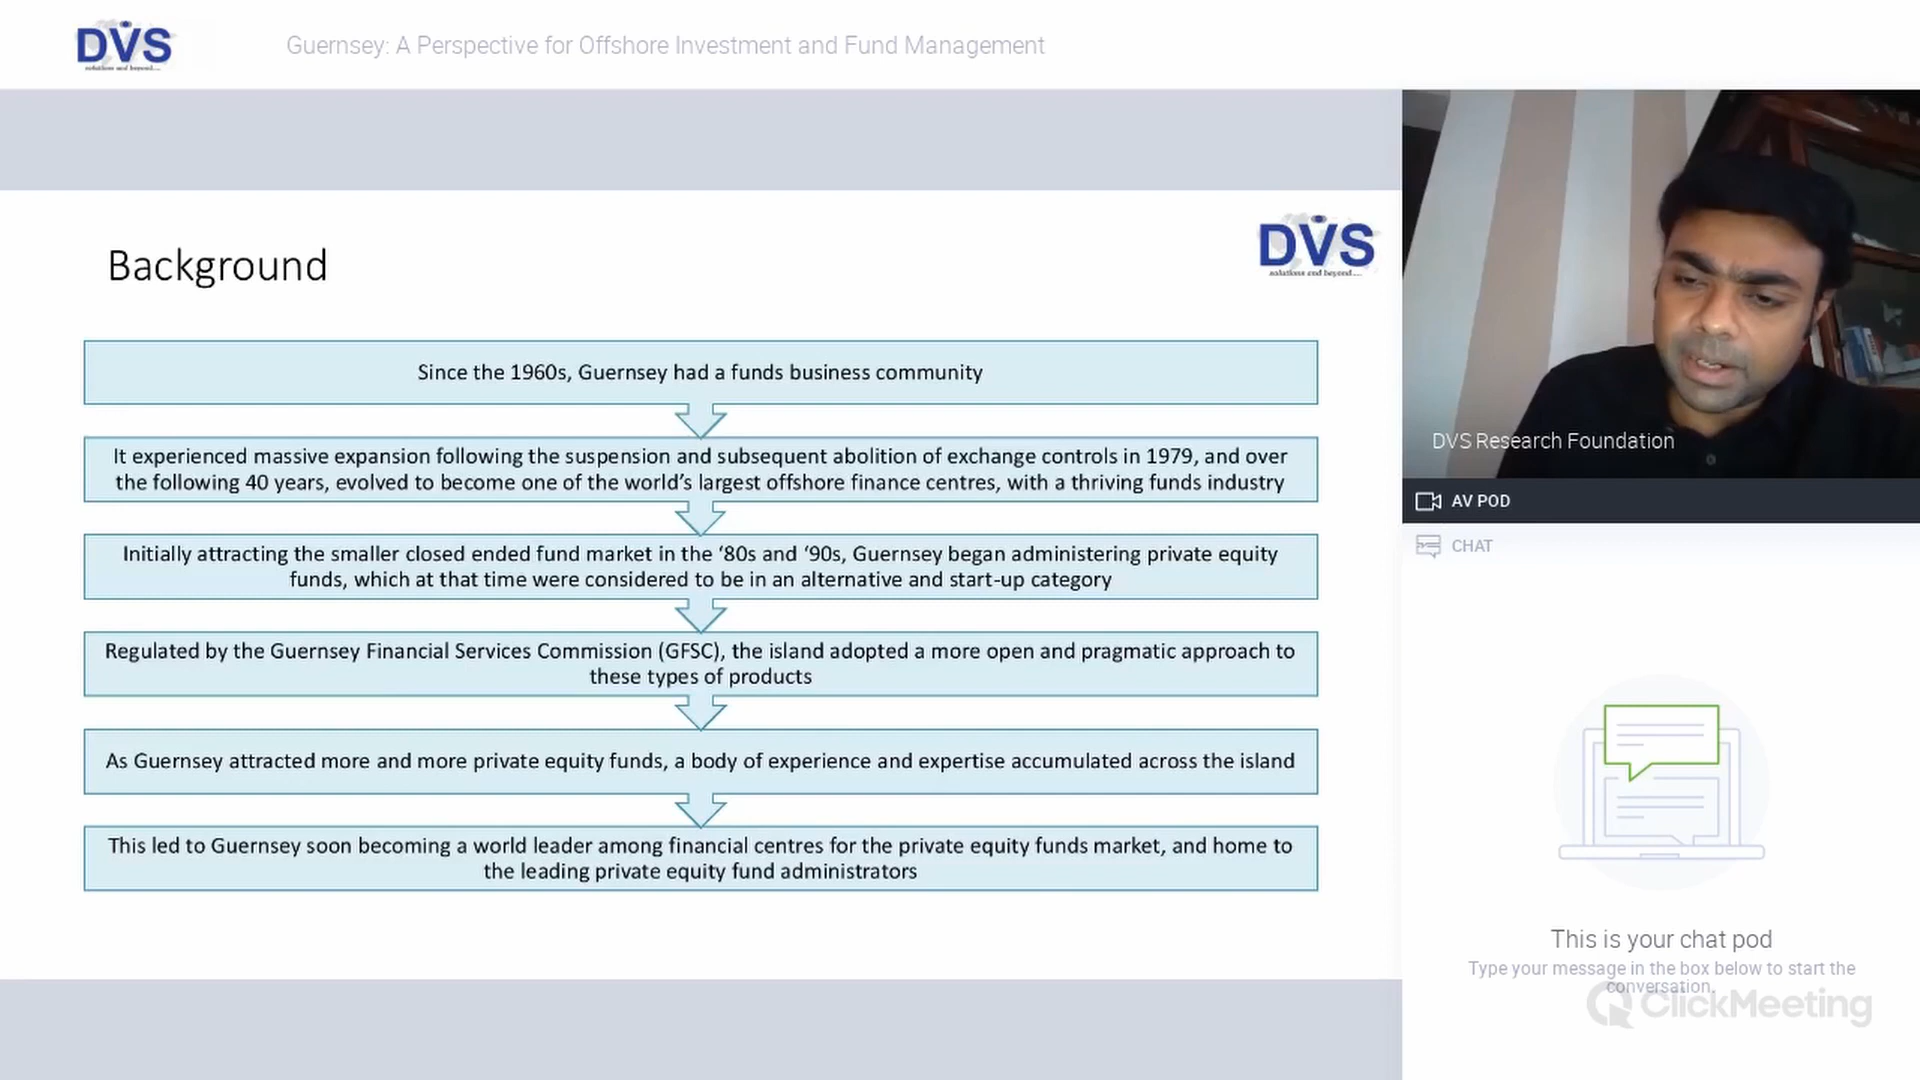 DVS
solutions and beyond....
Guernsey: A Perspective for Offshore Investment and Fund Management
Background
DVS
solutions and beyond....
Since the 1960s, Guernsey had a funds business community
It experienced massive expansion following the suspension and subsequent abolition of exchange controls in 1979, and over
the following 40 years, evolved to become one of the world's largest offshore finance centres, with a thriving funds industry
Initially attracting the smaller closed ended fund market in the ‘80s and ‘90s, Guernsey began administering private equity
funds, which at that time were considered to be in an alternative and start-up category
Regulated by the Guernsey Financial Services Commission (GFSC), the island adopted a more open and pragmatic approach to
these types of products
As Guernsey attracted more and more private equity funds, a body of experience and expertise accumulated across the island
This led to Guernsey soon becoming a world leader among financial centres for the private equity funds market, and home to
the leading private equity fund administrators
DVS Research Foundation
AV POD
CHAT
This is your chat pod
Type your message in the box below to start the
conversation.
ClickMeeting